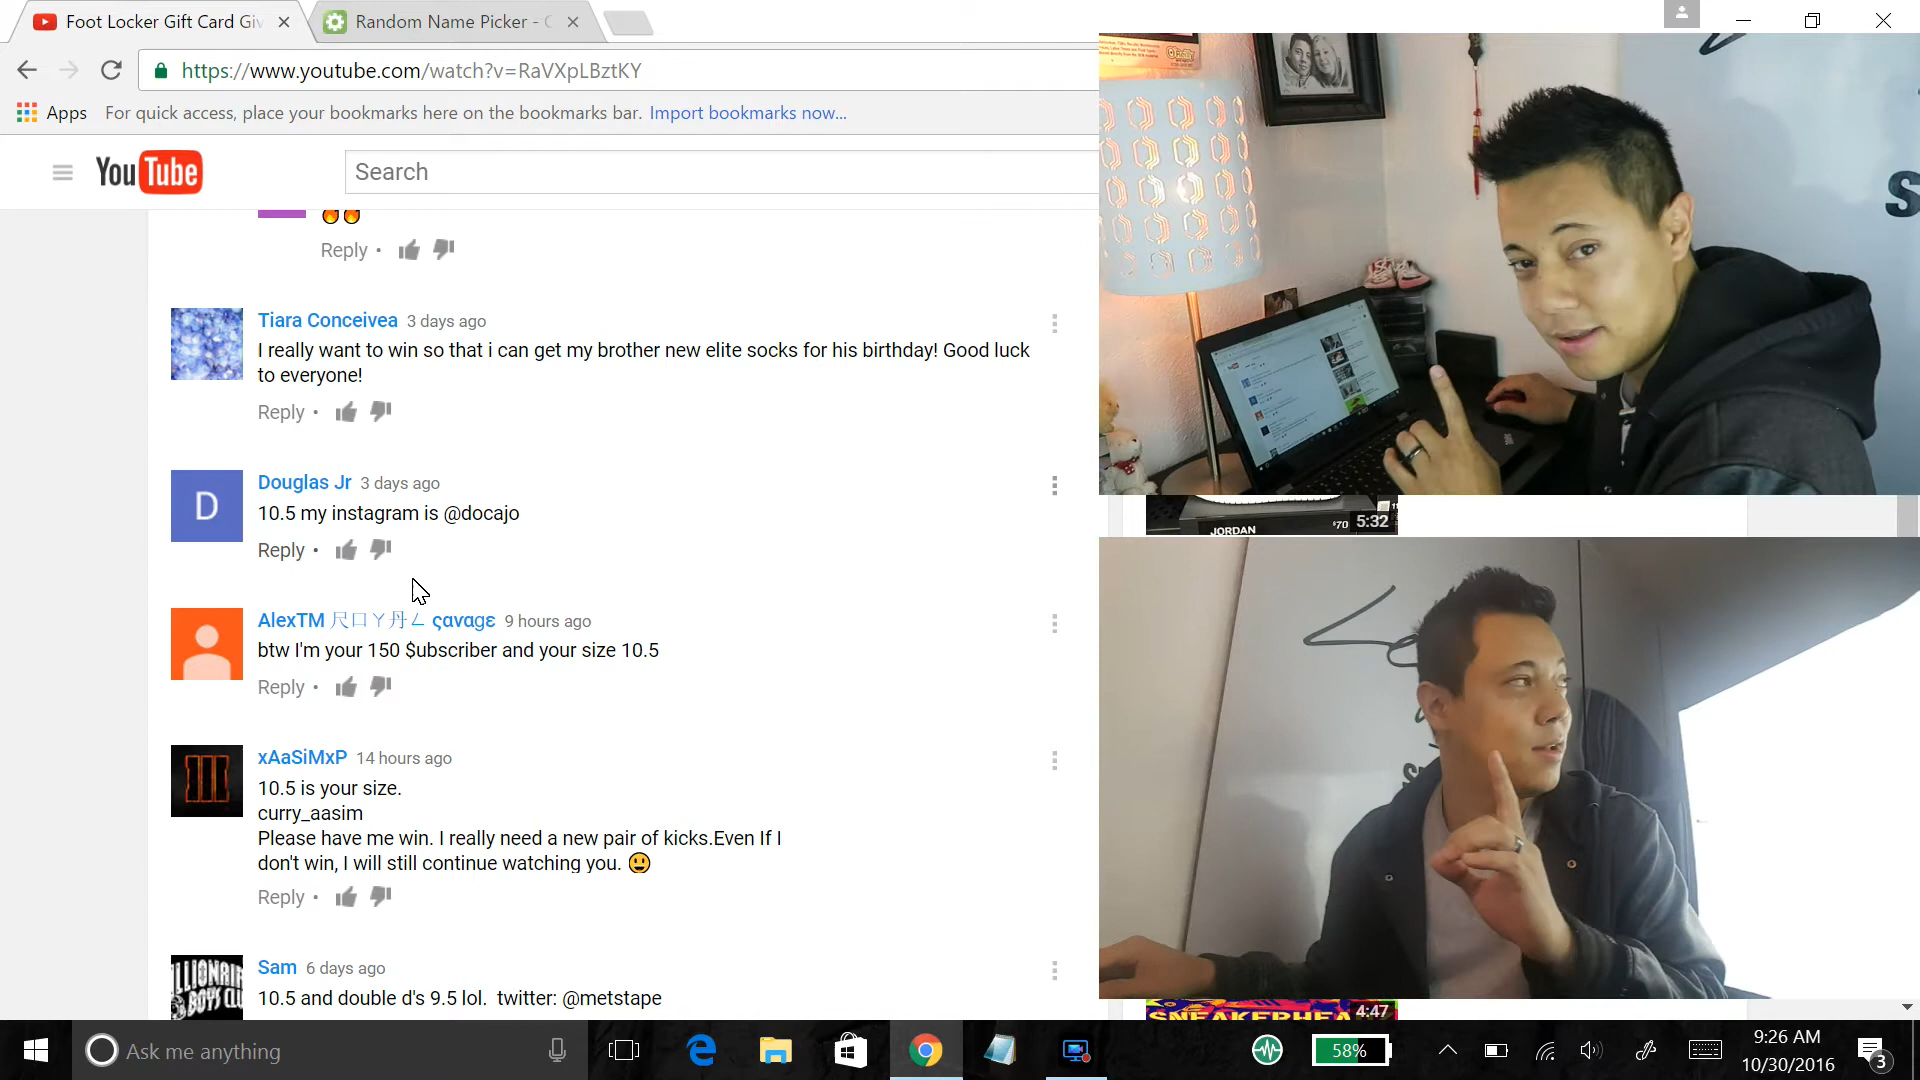 Foot Locker Gift Card Giv
Random Name Picker - C
https://www.youtube.com/watch?v=RaVXpLBztKY
Apps For quick access, place your bookmarks here on the bookmarks bar. Import bookmarks now...
YouTube
Search
Reply •
Tiara Conceivea 3 days ago
I really want to win so that i can get my brother new elite socks for his birthday! Good luck
to everyone!
Reply •
Douglas Jr 3 days ago
D
10.5 my instagram is @docajo
Reply •
AlexTM 尺口丫丹ㄥ ςαναgε 9 hours ago
btw I'm your 150 $ubscriber and your size 10.5
Reply •
xAaSiMxP 14 hours ago
10.5 is your size.
curry_aasim
Please have me win. I really need a new pair of kicks.Even If I
don't win, I will still continue watching you. 😃
Reply •
Sam 6 days ago
10.5 and double d's 9.5 lol. twitter: @metstape
BOYS CLU
JORDAN
$70
5:32
SNEAKERHEA
4:47
Ask me anything
58%
9:26 AM
10/30/2016
3